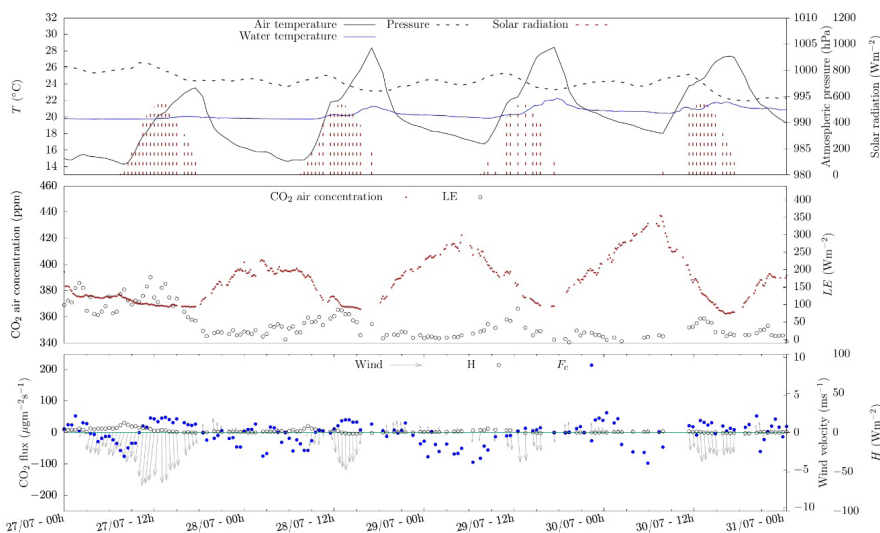 Air temperature Pressure Solar radiation
Water temperature
T (°C)
32
30
28
26
24
22
20
18
16
14
1010
1005
1000
995
990
985
980
Atmospheric pressure (hPa)
1200
1000
800
600
400
200
0
Solar radiation (Wm⁻²)
CO₂ air concentration LE
CO₂ air concentration (ppm)
460
440
420
400
380
360
340
400
350
300
250
200
150
100
50
0
LE (Wm⁻²)
Wind H F_c
CO₂ flux (μgm⁻²s⁻¹)
200
100
0
−100
−200
10
5
0
−5
−10
Wind velocity (ms⁻¹)
100
50
0
−50
−100
H (Wm⁻²)
27/07 - 00h
27/07 - 12h
28/07 - 00h
28/07 - 12h
29/07 - 00h
29/07 - 12h
30/07 - 00h
30/07 - 12h
31/07 - 00h